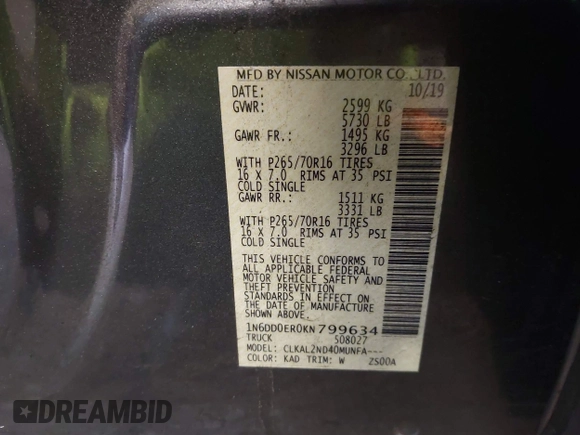 MFD BY NISSAN MOTOR CO.,LTD.
DATE: 10/19
GVWR: 2599 KG
5730 LB
GAWR FR.: 1495 KG
3296 LB
WITH P265/70R16 TIRES
16 X 7.0 RIMS AT 35 PSI
COLD SINGLE
GAWR RR.: 1511 KG
3331 LB
WITH P265/70R16 TIRES
16 X 7.0 RIMS AT 35 PSI
COLD SINGLE
THIS VEHICLE CONFORMS TO
ALL APPLICABLE FEDERAL
MOTOR VEHICLE SAFETY AND
THEFT PREVENTION
STANDARDS IN EFFECT ON
THE DATE OF MANUFACTURE
SHOWN ABOVE.
1N6DD0ER0KN799634
TRUCK 508027
MODEL: CLKAL2ND40MUNFA---
COLOR: KAD TRIM: W 2S00A
DREAMBID